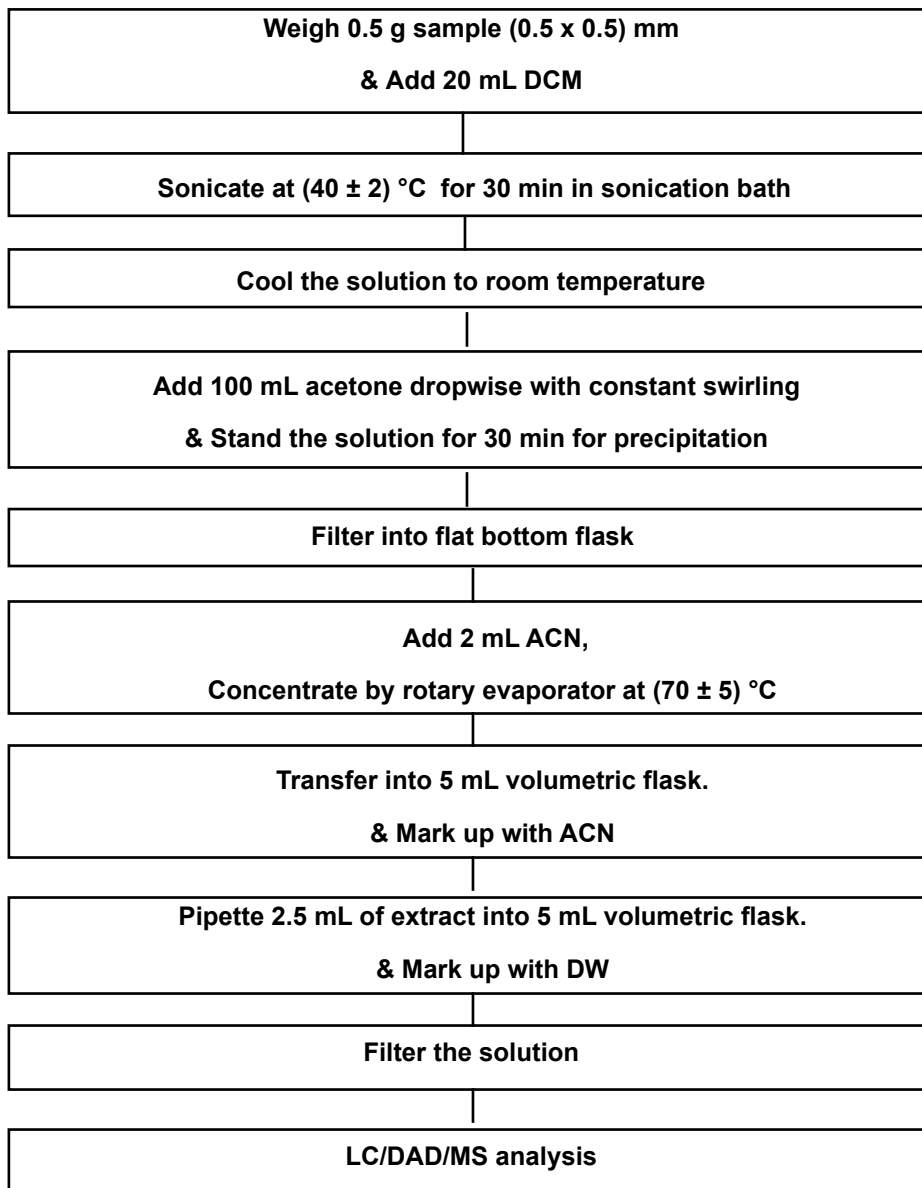 Weigh 0.5 g sample (0.5 x 0.5) mm
& Add 20 mL DCM
Sonicate at (40 ± 2) °C for 30 min in sonication bath
Cool the solution to room temperature
Add 100 mL acetone dropwise with constant swirling
& Stand the solution for 30 min for precipitation
Filter into flat bottom flask
Add 2 mL ACN,
Concentrate by rotary evaporator at (70 ± 5) °C
Transfer into 5 mL volumetric flask.
& Mark up with ACN
Pipette 2.5 mL of extract into 5 mL volumetric flask.
& Mark up with DW
Filter the solution
LC/DAD/MS analysis